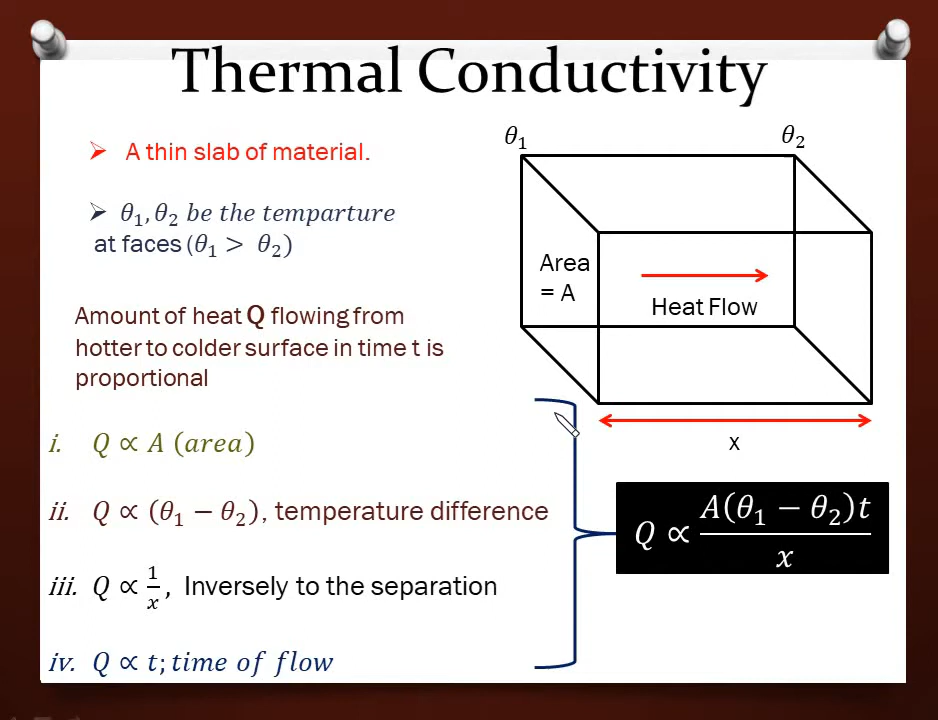 Thermal Conductivity
➢ A thin slab of material.
➢ θ₁, θ₂ be the temparture
at faces (θ₁ > θ₂)
Amount of heat Q flowing from
hotter to colder surface in time t is
proportional
i. Q ∝ A (area)
ii. Q ∝ (θ₁ − θ₂), temperature difference
iii. Q ∝ 1/x, Inversely to the separation
iv. Q ∝ t; time of flow
θ₁ θ₂
Area
= A
Heat Flow
x
Q ∝ A(θ₁ − θ₂)t / x